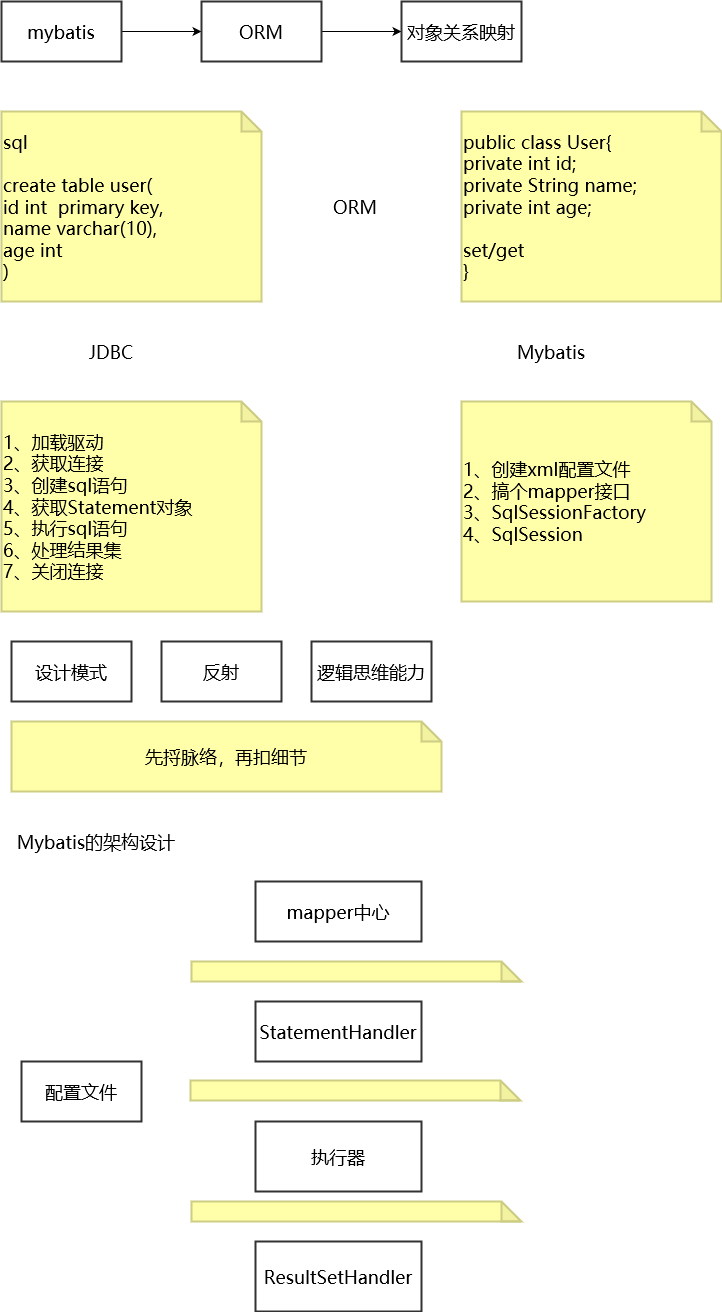 mybatis
ORM
对象关系映射
sql
create table user(
id int  primary key,
name varchar(10),
age int
)
ORM
public class User{
private int id;
private String name;
private int age;
set/get
}
JDBC
Mybatis
1、加载驱动
2、获取连接
3、创建sql语句
4、获取Statement对象
5、执行sql语句
6、处理结果集
7、关闭连接
1、创建xml配置文件
2、搞个mapper接口
3、SqlSessionFactory
4、SqlSession
设计模式
反射
逻辑思维能力
先捋脉络，再扣细节
Mybatis的架构设计
mapper中心
StatementHandler
配置文件
执行器
ResultSetHandler